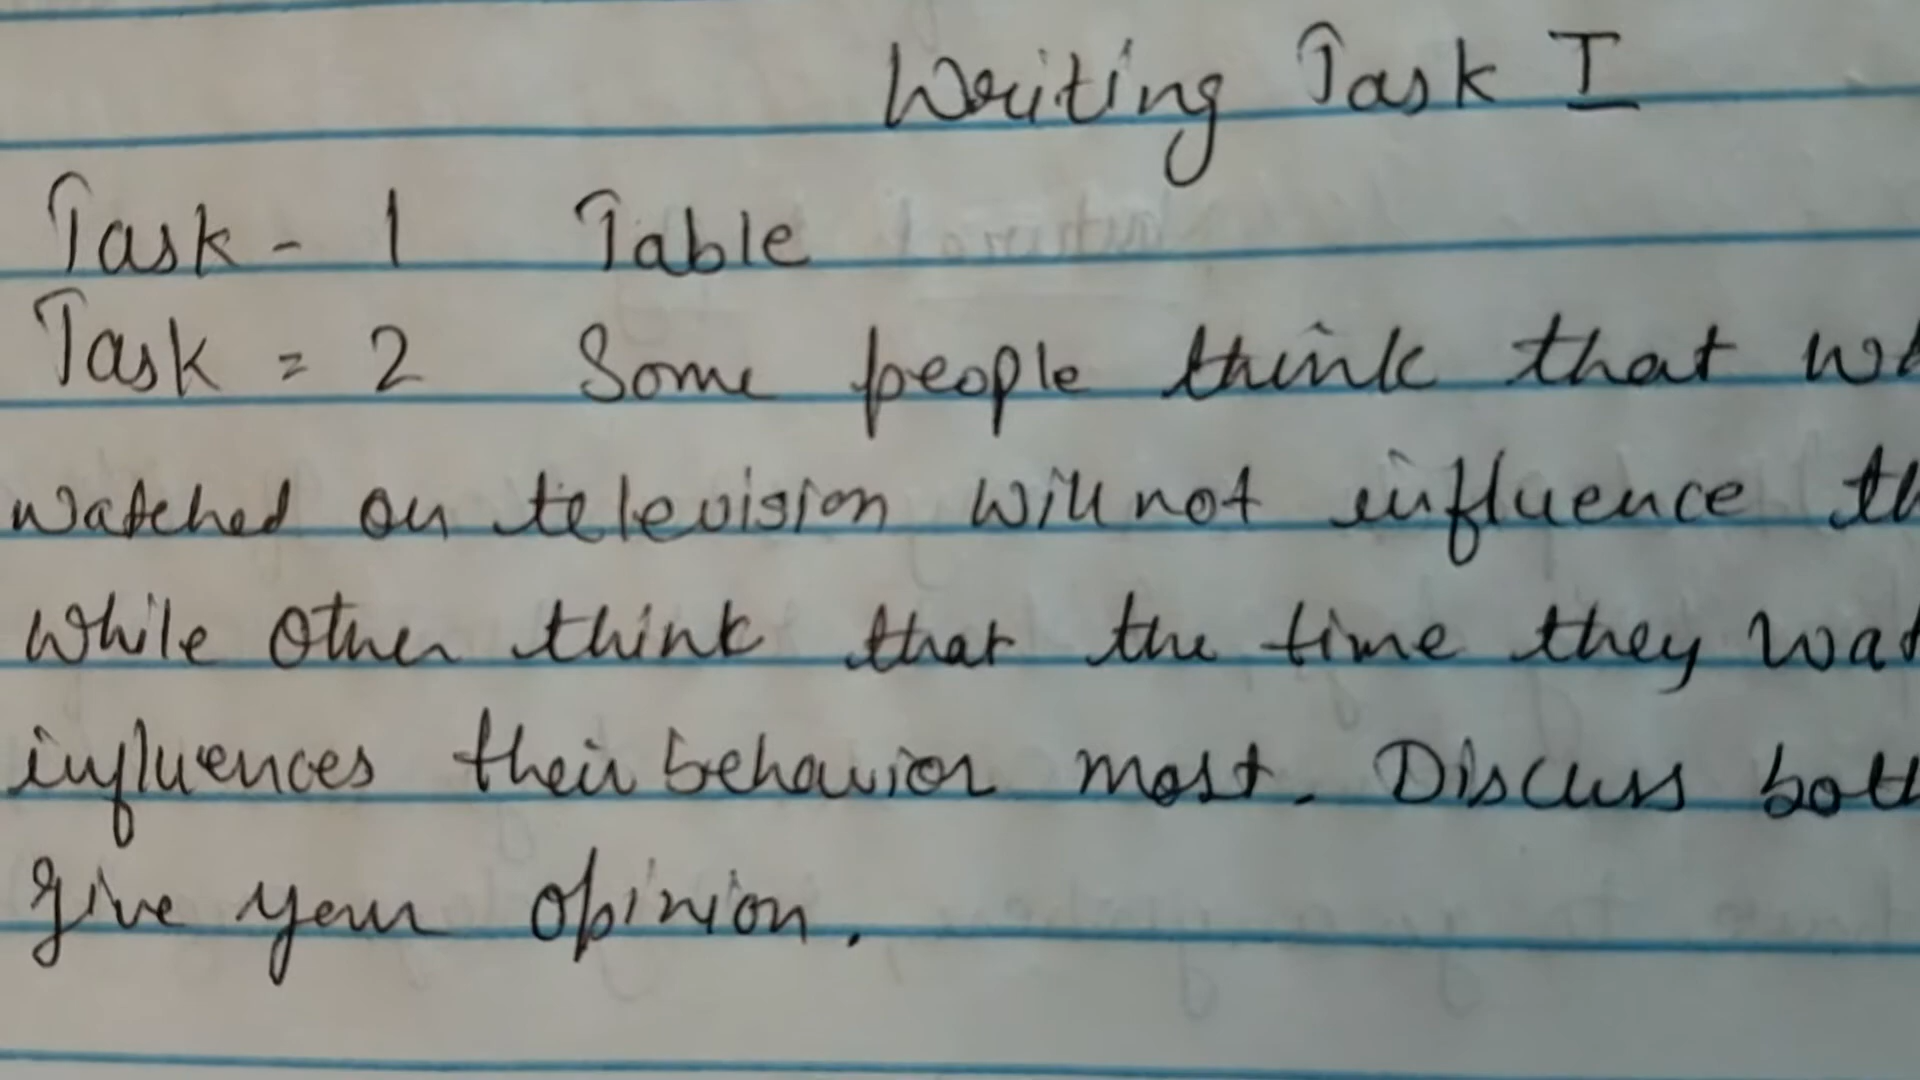 Writing Task I
Task - 1 Table
Task = 2 Some people think that
watched on television will not influence
while other think that the time they
influences their behavior most. Discuss
give your opinion.